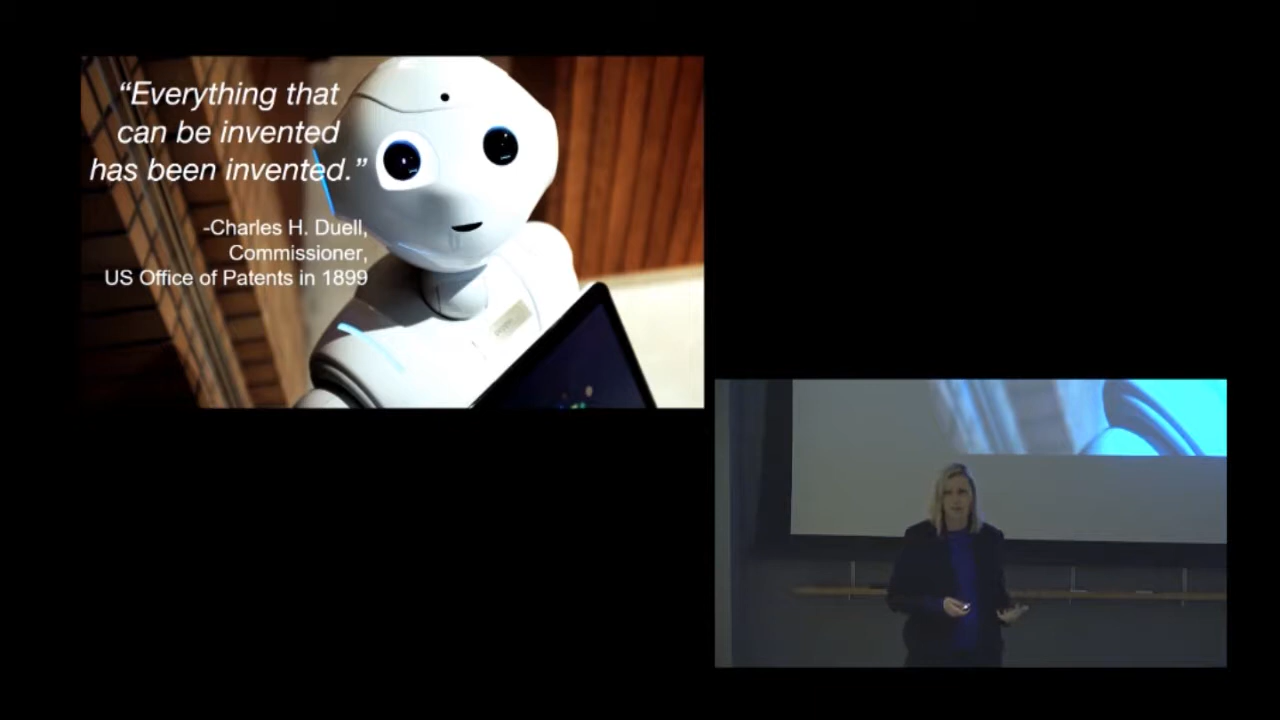 “Everything that
can be invented
has been invented.”
-Charles H. Duell,
Commissioner,
US Office of Patents in 1899